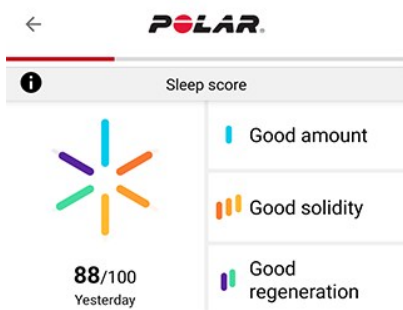 POLAR.
Sleep score
Good amount
Good solidity
Good
regeneration
88/100
Yesterday